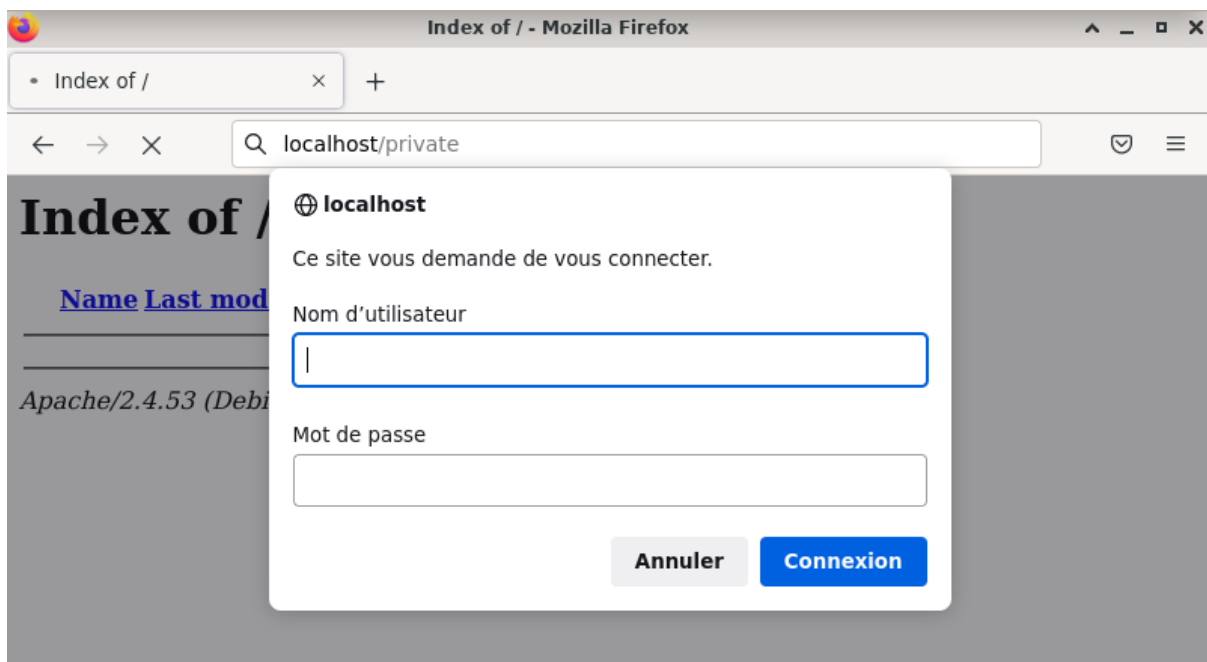 Index of / - Mozilla Firefox
Index of /
localhost/private
Index of /
localhost
Ce site vous demande de vous connecter.
Name Last mod
Nom d’utilisateur
Apache/2.4.53 (Debi
Mot de passe
Annuler Connexion